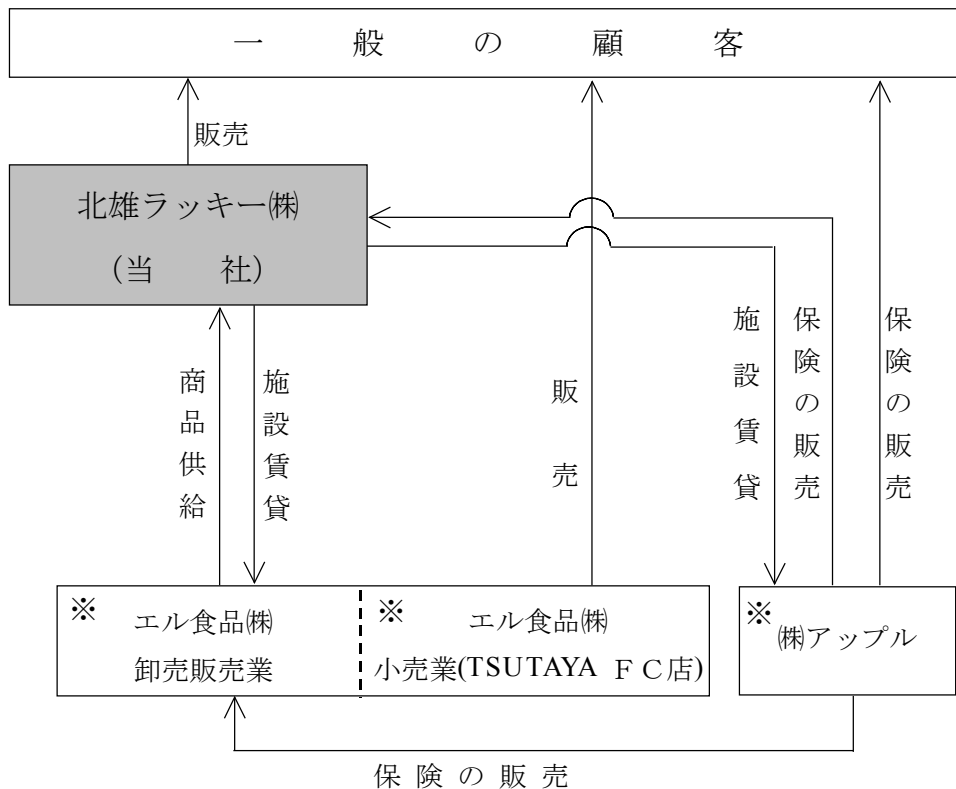 一般の顧客
販売
北雄ラッキー㈱
(当　　社)
商品供給
施設賃貸
販売
施設賃貸
保険の販売
保険の販売
※ エル食品㈱
卸売販売業
※ エル食品㈱
小売業(TSUTAYA ＦＣ店)
※ ㈱アップル
保険の販売